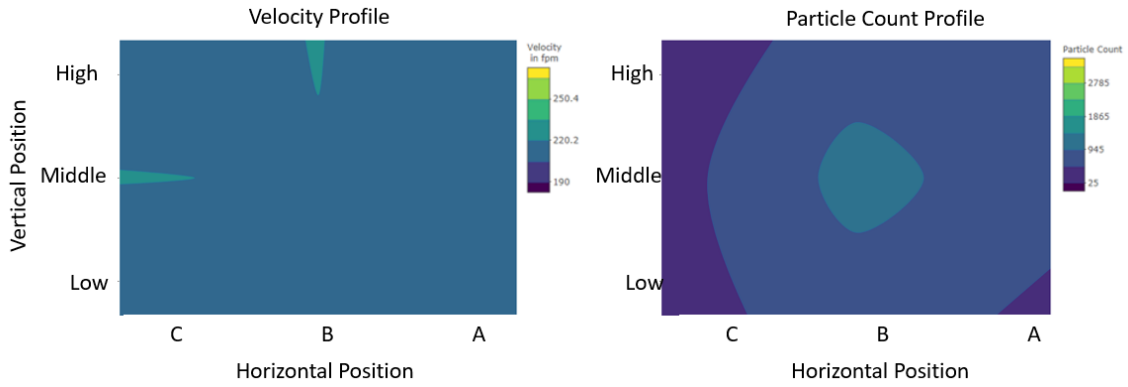 Velocity Profile
Velocity
in fpm
250.4
220.2
190
High
Middle
Low
Vertical Position
C B A
Horizontal Position
Particle Count Profile
Particle Count
2785
1865
945
25
High
Middle
Low
C B A
Horizontal Position